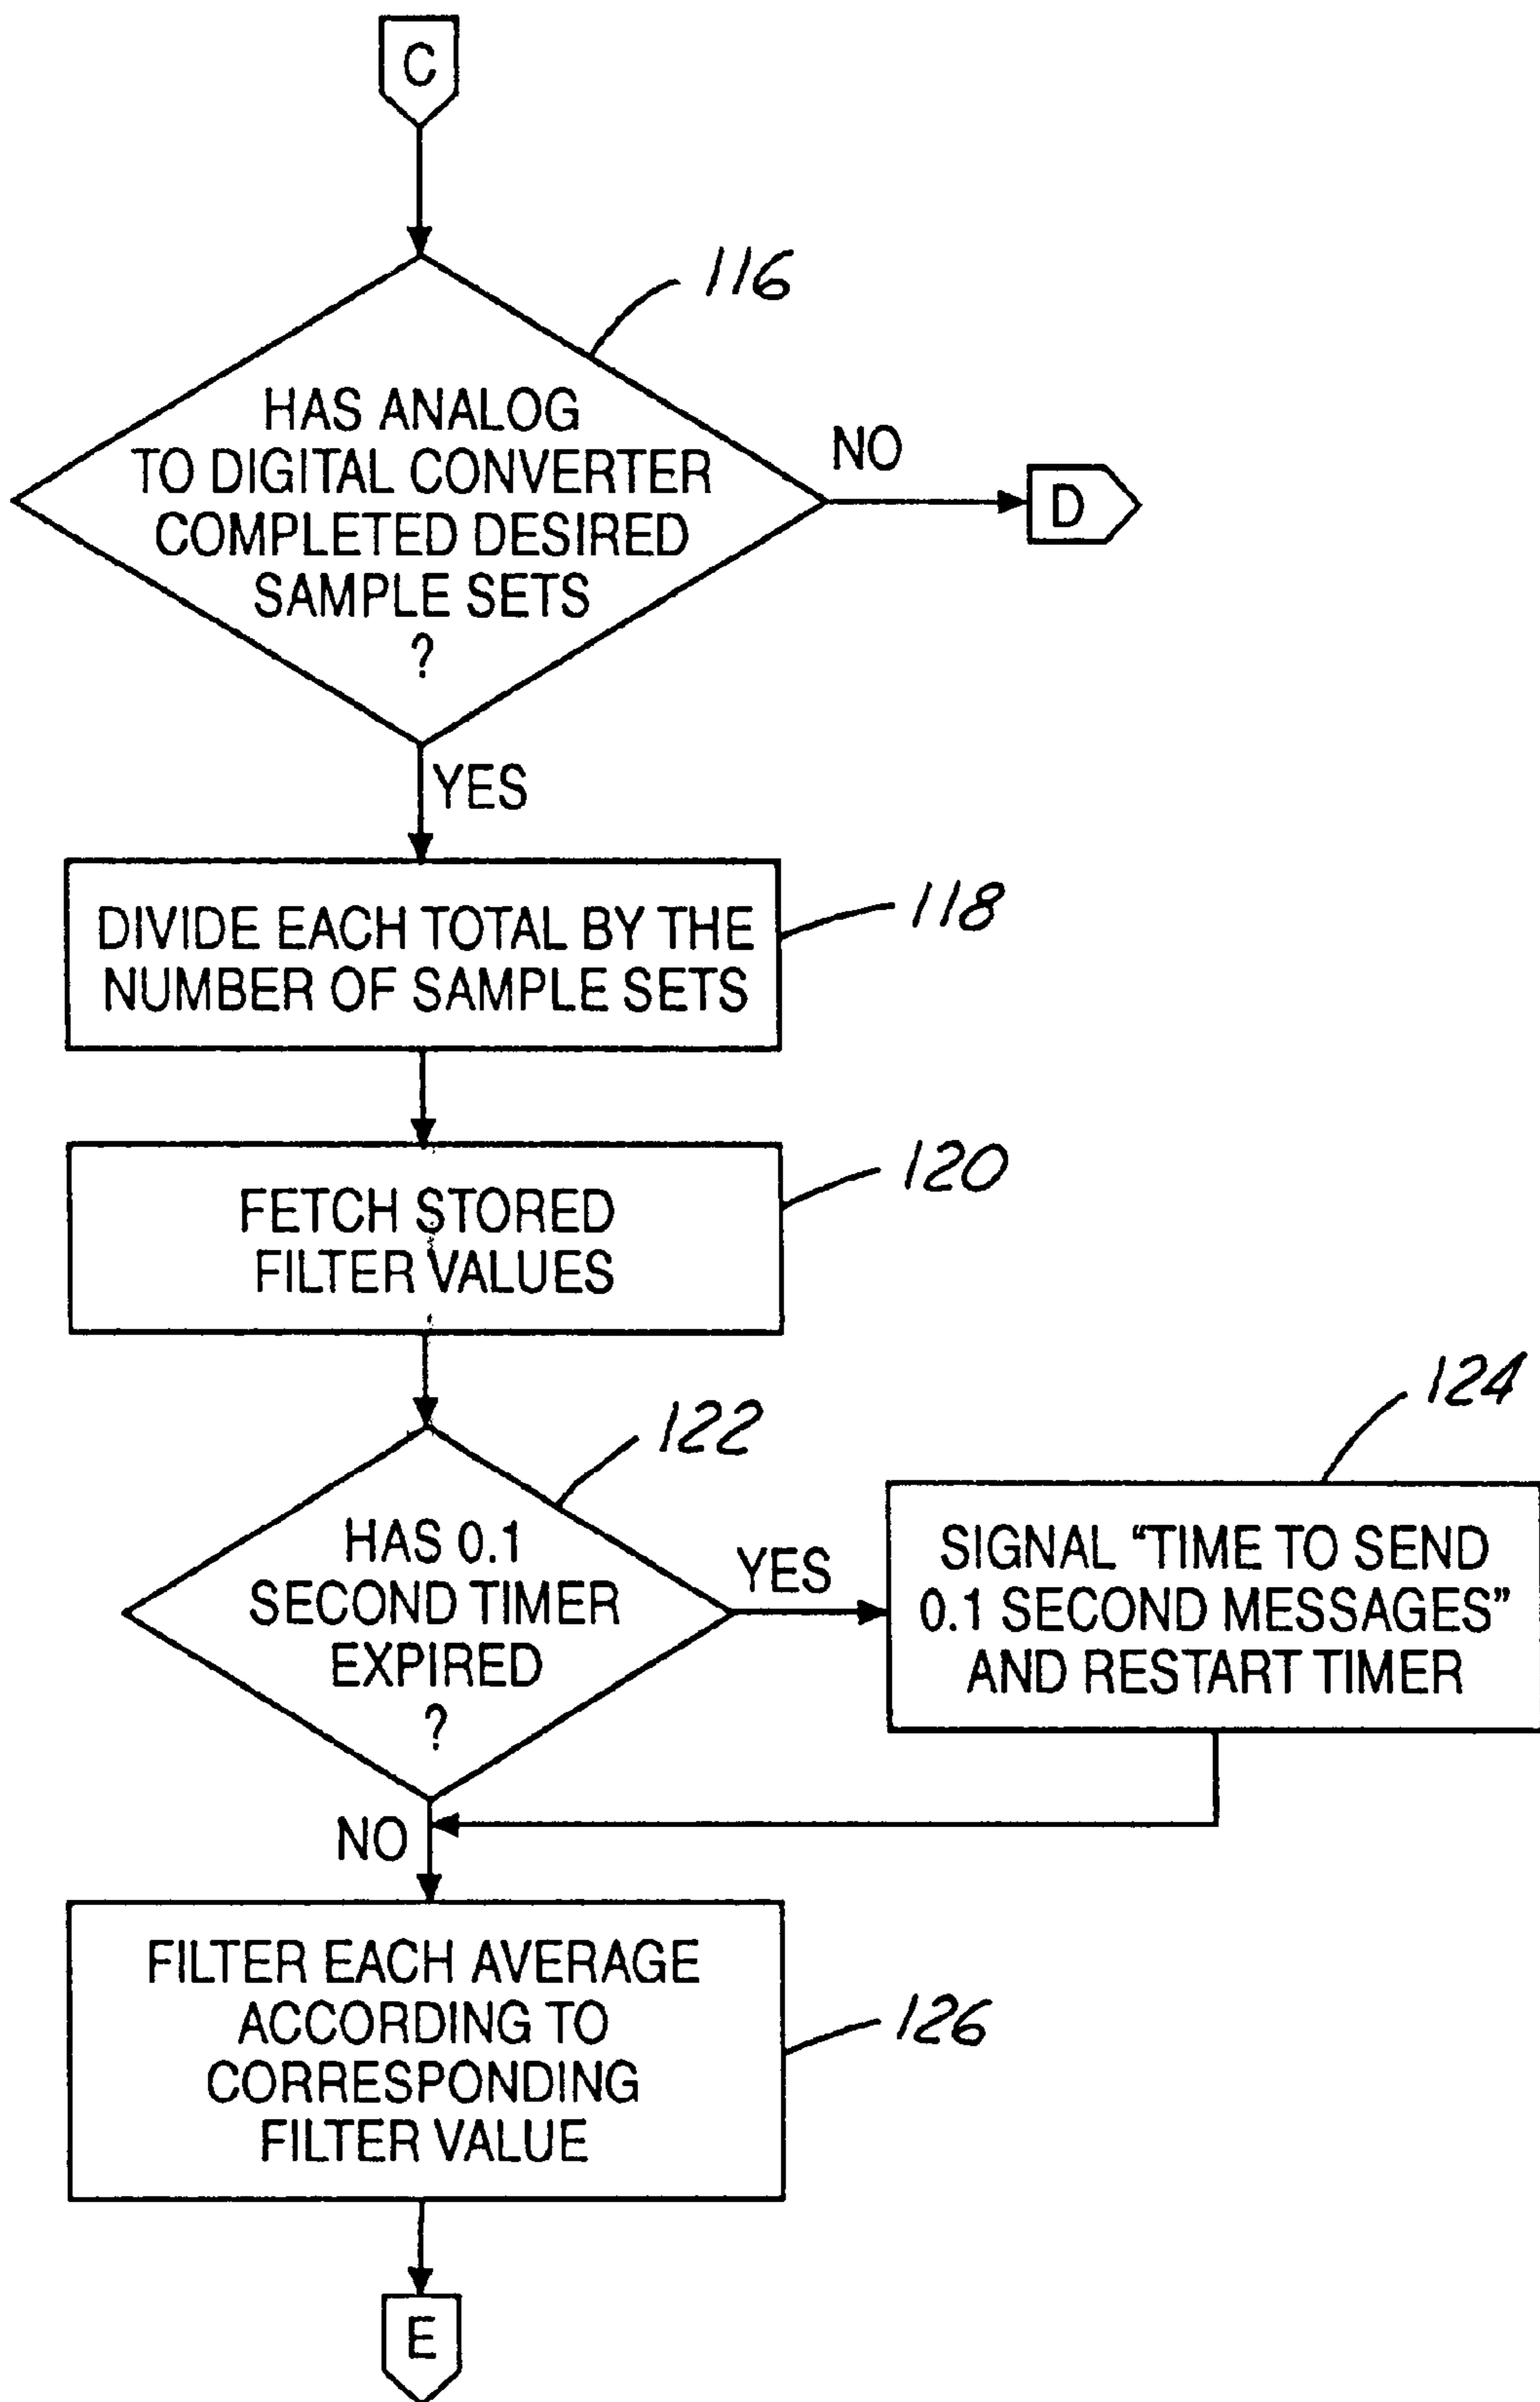 C
116
HAS ANALOG
TO DIGITAL CONVERTER
COMPLETED DESIRED
SAMPLE SETS
?
NO
D
YES
DIVIDE EACH TOTAL BY THE
NUMBER OF SAMPLE SETS
118
FETCH STORED
FILTER VALUES
120
122
HAS 0.1
SECOND TIMER
EXPIRED
?
YES
124
SIGNAL “TIME TO SEND
0.1 SECOND MESSAGES”
AND RESTART TIMER
NO
FILTER EACH AVERAGE
ACCORDING TO
CORRESPONDING
FILTER VALUE
126
E